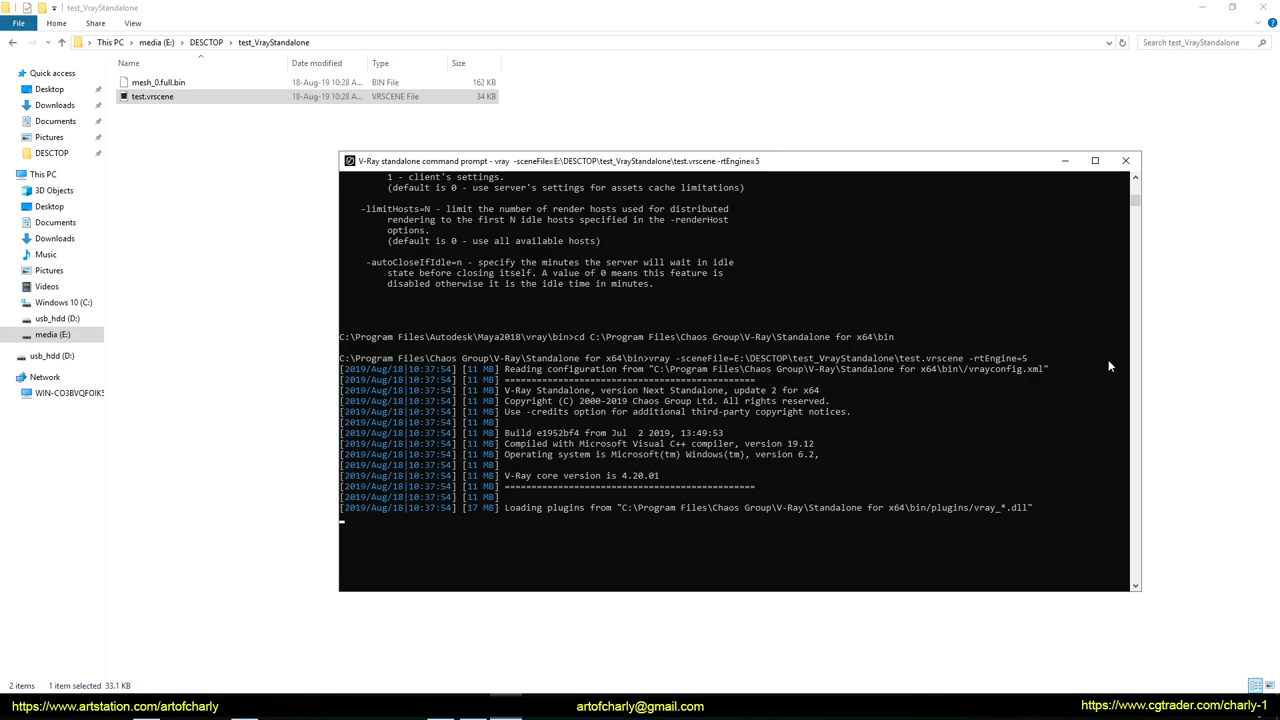 test_VrayStandalone
File Home Share View
This PC media (E:) DESCTOP test_VrayStandalone
Search test_VrayStandalone
Name Date modified Type Size
mesh_0.full.bin 18-Aug-19 10:28 A... BIN File 162 KB
test.vrscene 18-Aug-19 10:28 A... VRSCENE File 34 KB
Quick access
Desktop
Downloads
Documents
Pictures
DESCTOP
This PC
3D Objects
Desktop
Documents
Downloads
Music
Pictures
Videos
Windows 10 (C:)
usb_hdd (D:)
media (E:)
usb_hdd (D:)
Network
WIN-CO3BVQFOIK5
V-Ray standalone command prompt - vray -sceneFile=E:\DESCTOP\test_VrayStandalone\test.vrscene -rtEngine=5
1 - client's settings.
(default is 0 - use server's settings for assets cache limitations)
-limitHosts=N - limit the number of render hosts used for distributed
rendering to the first N idle hosts specified in the -renderHost
options.
(default is 0 - use all available hosts)
-autoCloseIfIdle=n - specify the minutes the server will wait in idle
state before closing itself. A value of 0 means this feature is
disabled otherwise it is the idle time in minutes.
C:\Program Files\Autodesk\Maya2018\vray\bin>cd C:\Program Files\Chaos Group\V-Ray\Standalone for x64\bin
C:\Program Files\Chaos Group\V-Ray\Standalone for x64\bin>vray -sceneFile=E:\DESCTOP\test_VrayStandalone\test.vrscene -rtEngine=5
[2019/Aug/18|10:37:54] [11 MB] Reading configuration from "C:\Program Files\Chaos Group\V-Ray\Standalone for x64\bin\/vrayconfig.xml"
[2019/Aug/18|10:37:54] [11 MB] ===============================================
[2019/Aug/18|10:37:54] [11 MB] V-Ray Standalone, version Next Standalone, update 2 for x64
[2019/Aug/18|10:37:54] [11 MB] Copyright (C) 2000-2019 Chaos Group Ltd. All rights reserved.
[2019/Aug/18|10:37:54] [11 MB] Use -credits option for additional third-party copyright notices.
[2019/Aug/18|10:37:54] [11 MB]
[2019/Aug/18|10:37:54] [11 MB] Build e1952bf4 from Jul 2 2019, 13:49:53
[2019/Aug/18|10:37:54] [11 MB] Compiled with Microsoft Visual C++ compiler, version 19.12
[2019/Aug/18|10:37:54] [11 MB] Operating system is Microsoft(tm) Windows(tm), version 6.2,
[2019/Aug/18|10:37:54] [11 MB]
[2019/Aug/18|10:37:54] [11 MB] V-Ray core version is 4.20.01
[2019/Aug/18|10:37:54] [11 MB] ===============================================
[2019/Aug/18|10:37:54] [11 MB]
[2019/Aug/18|10:37:54] [17 MB] Loading plugins from "C:\Program Files\Chaos Group\V-Ray\Standalone for x64\bin/plugins/vray_*.dll"
2 items 1 item selected 33.1 KB
https://www.artstation.com/artofcharly artofcharly@gmail.com https://www.cgtrader.com/charly-1